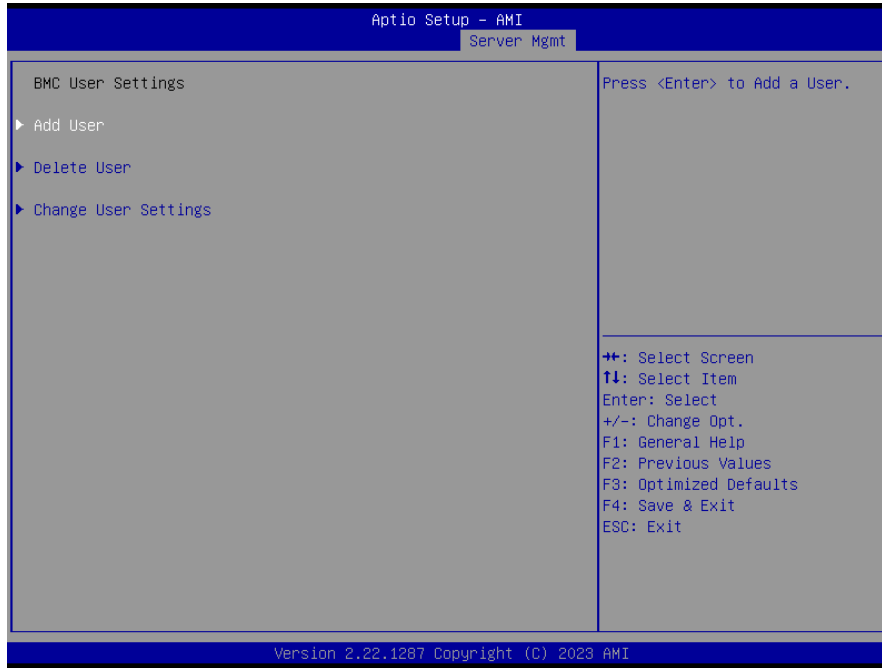 Aptio Setup – AMI
Server Mgmt
BMC User Settings
Add User
Delete User
Change User Settings
Press <Enter> to Add a User.
→←: Select Screen
↑↓: Select Item
Enter: Select
+/-: Change Opt.
F1: General Help
F2: Previous Values
F3: Optimized Defaults
F4: Save & Exit
ESC: Exit
Version 2.22.1287 Copyright (C) 2023 AMI